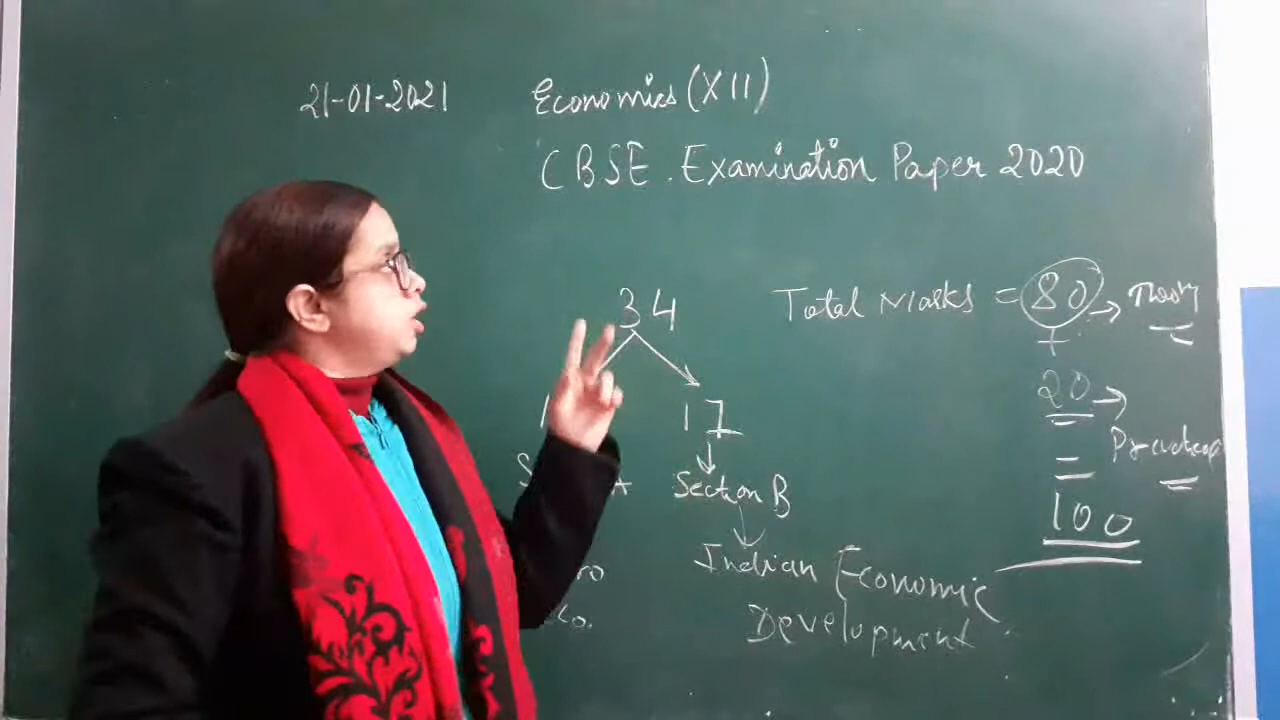 21-01-2021 Economics (XII)
CBSE. Examination Paper 2020
34
Total Marks = 80 → Theory
+
20 →
17
=
Section B
100
Indian Economic
Development